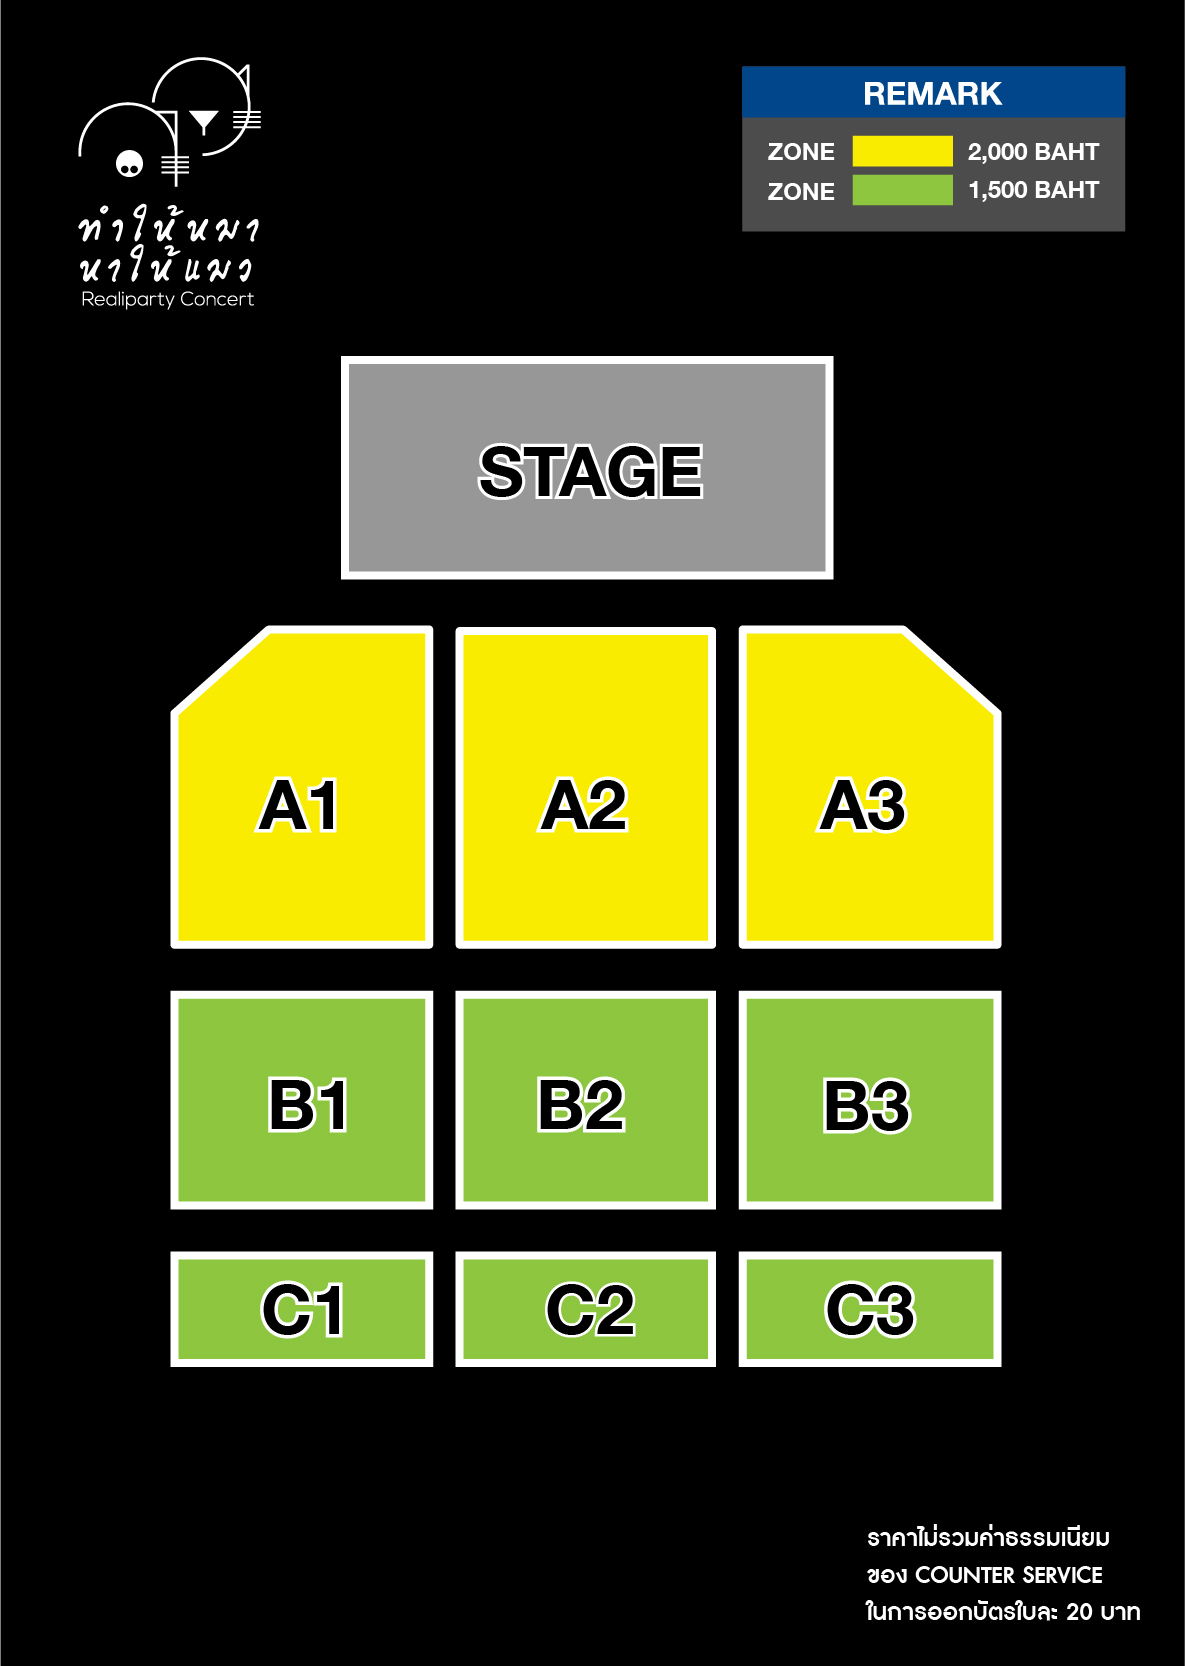 ทำให้หมา
หาให้แมว
Realiparty Concert
REMARK
ZONE 2,000 BAHT
ZONE 1,500 BAHT
STAGE
A1 A2 A3
B1 B2 B3
C1 C2 C3
ราคาไม่รวมค่าธรรมเนียม
ของ COUNTER SERVICE
ในการออกบัตรใบละ 20 บาท